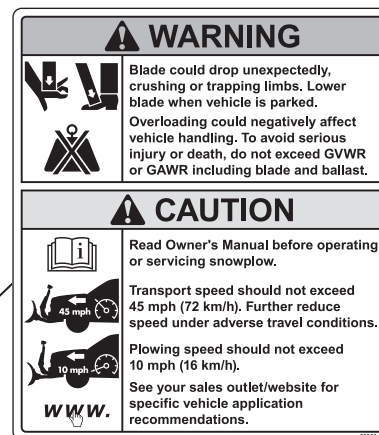 WARNING
Blade could drop unexpectedly,
crushing or trapping limbs. Lower
blade when vehicle is parked.
Overloading could negatively affect
vehicle handling. To avoid serious
injury or death, do not exceed GVWR
or GAWR including blade and ballast.
CAUTION
Read Owner's Manual before operating
or servicing snowplow.
Transport speed should not exceed
45 mph (72 km/h). Further reduce
speed under adverse travel conditions.
45 mph
Plowing speed should not exceed
10 mph (16 km/h).
10 mph
See your sales outlet/website for
specific vehicle application
recommendations.
www.